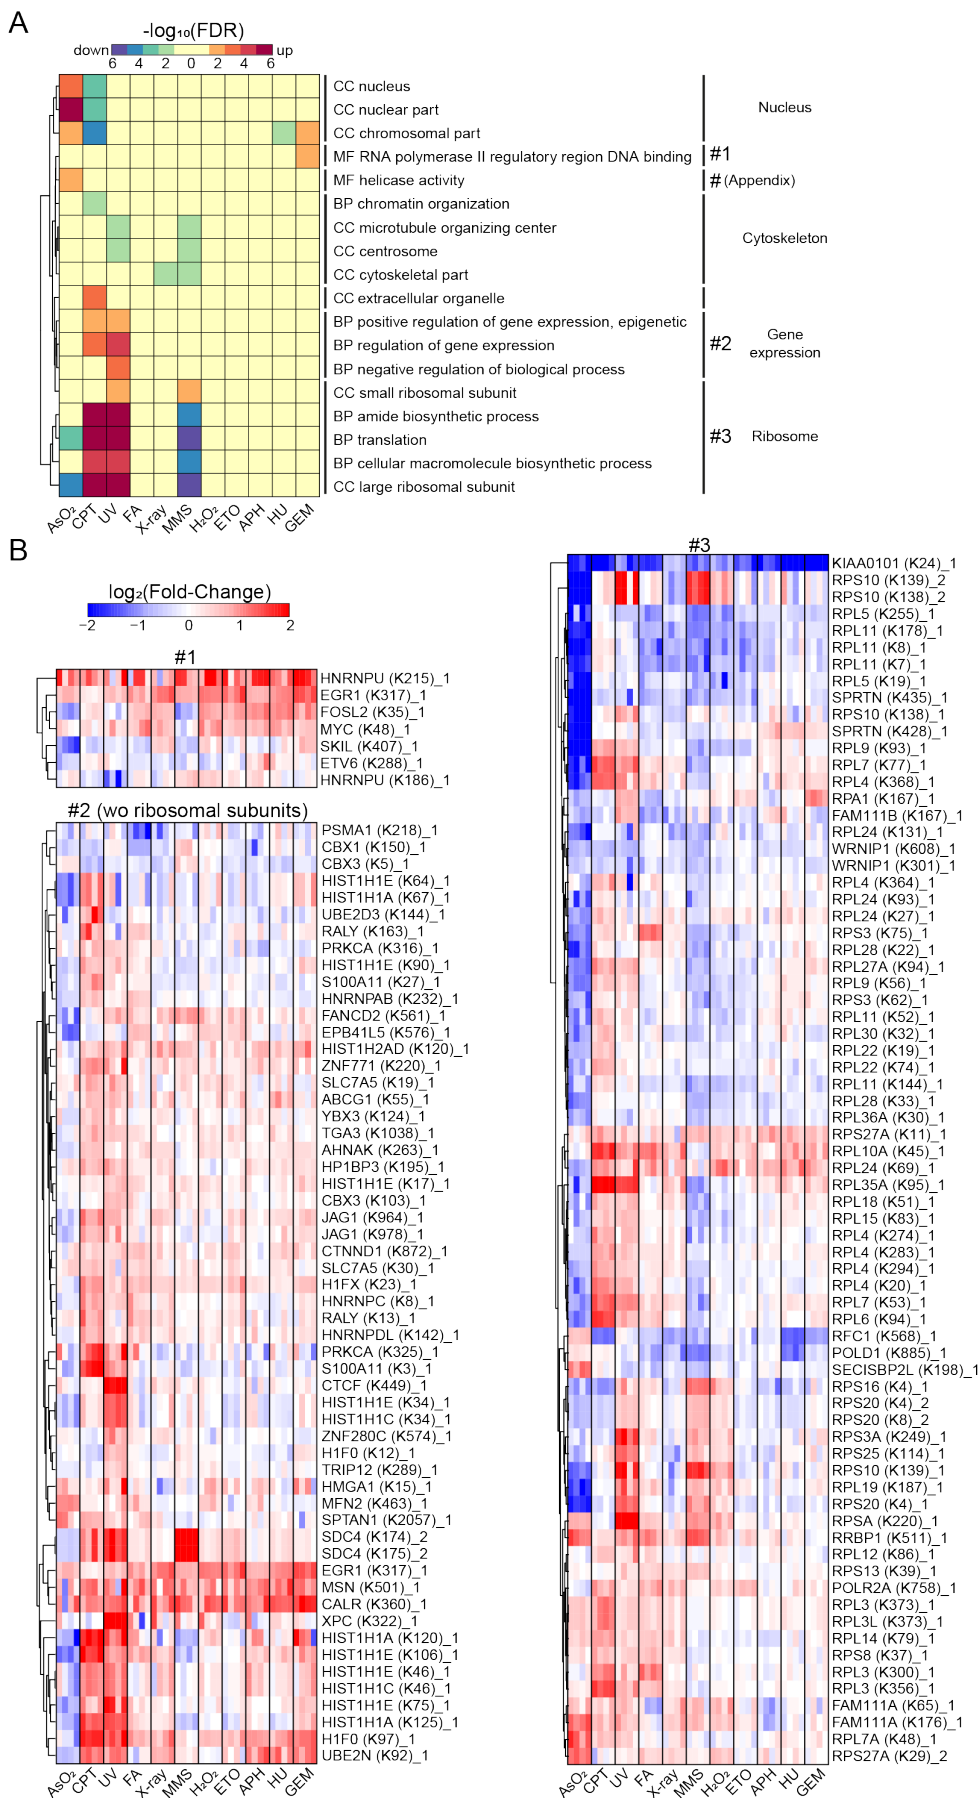 A
-log₁₀(FDR)
down
up
6 4 2 0 2 4 6
CC nucleus
CC nuclear part
CC chromosomal part
MF RNA polymerase II regulatory region DNA binding
MF helicase activity
BP chromatin organization
CC microtubule organizing center
CC centrosome
CC cytoskeletal part
CC extracellular organelle
BP positive regulation of gene expression, epigenetic
BP regulation of gene expression
BP negative regulation of biological process
CC small ribosomal subunit
BP amide biosynthetic process
BP translation
BP cellular macromolecule biosynthetic process
CC large ribosomal subunit
Nucleus
#1
# (Appendix)
Cytoskeleton
#2
Gene
expression
#3
Ribosome
AsO₂ CPT UV FA X-ray MMS H₂O₂ ETO APH HU GEM
B
log₂(Fold-Change)
−2 −1 0 1 2
#1
HNRNPU (K215)_1
EGR1 (K317)_1
FOSL2 (K35)_1
MYC (K48)_1
SKIL (K407)_1
ETV6 (K288)_1
HNRNPU (K186)_1
#2 (wo ribosomal subunits)
PSMA1 (K218)_1
CBX1 (K150)_1
CBX3 (K5)_1
HIST1H1E (K64)_1
HIST1H1A (K67)_1
UBE2D3 (K144)_1
RALY (K163)_1
PRKCA (K316)_1
HIST1H1E (K90)_1
S100A11 (K27)_1
HNRNPAB (K232)_1
FANCD2 (K561)_1
EPB41L5 (K576)_1
HIST1H2AD (K120)_1
ZNF771 (K220)_1
SLC7A5 (K19)_1
ABCG1 (K55)_1
YBX3 (K124)_1
TGA3 (K1038)_1
AHNAK (K263)_1
HP1BP3 (K195)_1
HIST1H1E (K17)_1
CBX3 (K103)_1
JAG1 (K964)_1
JAG1 (K978)_1
CTNND1 (K872)_1
SLC7A5 (K30)_1
H1FX (K23)_1
HNRNPC (K8)_1
RALY (K13)_1
HNRNPDL (K142)_1
PRKCA (K325)_1
S100A11 (K3)_1
CTCF (K449)_1
HIST1H1E (K34)_1
HIST1H1C (K34)_1
ZNF280C (K574)_1
H1F0 (K12)_1
TRIP12 (K289)_1
HMGA1 (K15)_1
MFN2 (K463)_1
SPTAN1 (K2057)_1
SDC4 (K174)_2
SDC4 (K175)_2
EGR1 (K317)_1
MSN (K501)_1
CALR (K360)_1
XPC (K322)_1
HIST1H1A (K120)_1
HIST1H1E (K106)_1
HIST1H1E (K46)_1
HIST1H1C (K46)_1
HIST1H1E (K75)_1
HIST1H1A (K125)_1
H1F0 (K97)_1
UBE2N (K92)_1
AsO₂ CPT UV FA X-ray MMS H₂O₂ ETO APH HU GEM
#3
KIAA0101 (K24)_1
RPS10 (K139)_2
RPS10 (K138)_2
RPL5 (K255)_1
RPL11 (K178)_1
RPL11 (K8)_1
RPL11 (K7)_1
RPL5 (K19)_1
SPRTN (K435)_1
RPS10 (K138)_1
SPRTN (K428)_1
RPL9 (K93)_1
RPL7 (K77)_1
RPL4 (K368)_1
RPA1 (K167)_1
FAM111B (K167)_1
RPL24 (K131)_1
WRNIP1 (K608)_1
WRNIP1 (K301)_1
RPL4 (K364)_1
RPL24 (K93)_1
RPL24 (K27)_1
RPS3 (K75)_1
RPL28 (K22)_1
RPL27A (K94)_1
RPL9 (K56)_1
RPS3 (K62)_1
RPL11 (K52)_1
RPL30 (K32)_1
RPL22 (K19)_1
RPL22 (K74)_1
RPL11 (K144)_1
RPL28 (K33)_1
RPL36A (K30)_1
RPS27A (K11)_1
RPL10A (K45)_1
RPL24 (K69)_1
RPL35A (K95)_1
RPL18 (K51)_1
RPL15 (K83)_1
RPL4 (K274)_1
RPL4 (K283)_1
RPL4 (K294)_1
RPL4 (K20)_1
RPL7 (K53)_1
RPL6 (K94)_1
RFC1 (K568)_1
POLD1 (K885)_1
SECISBP2L (K198)_1
RPS16 (K4)_1
RPS20 (K4)_2
RPS20 (K8)_2
RPS3A (K249)_1
RPS25 (K114)_1
RPS10 (K139)_1
RPL19 (K187)_1
RPS20 (K4)_1
RPSA (K220)_1
RRBP1 (K511)_1
RPL12 (K86)_1
RPS13 (K39)_1
POLR2A (K758)_1
RPL3 (K373)_1
RPL3L (K373)_1
RPL14 (K79)_1
RPS8 (K37)_1
RPL3 (K300)_1
RPL3 (K356)_1
FAM111A (K65)_1
FAM111A (K176)_1
RPL7A (K48)_1
RPS27A (K29)_2
AsO₂ CPT UV FA X-ray MMS H₂O₂ ETO APH HU GEM